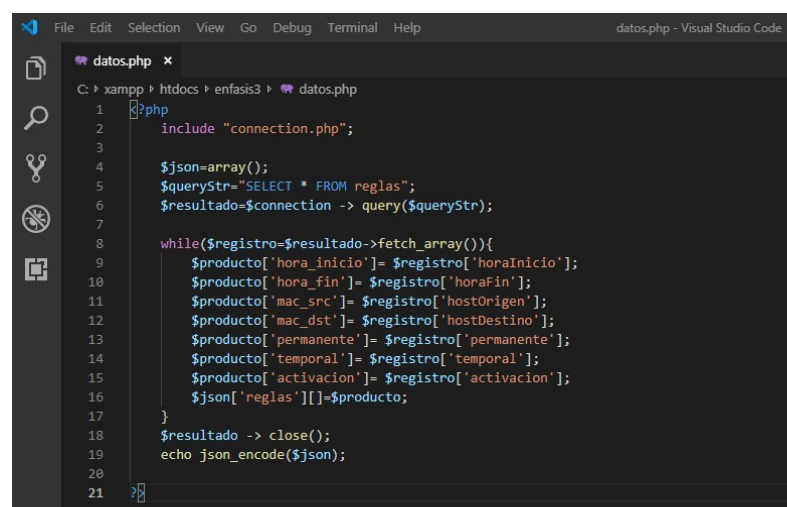 File Edit Selection View Go Debug Terminal Help datos.php - Visual Studio Code
datos.php ×
C: › xampp › htdocs › enfasis3 › datos.php
1 <?php
2 include "connection.php";
3
4 $json=array();
5 $queryStr="SELECT * FROM reglas";
6 $resultado=$connection -> query($queryStr);
7
8 while($registro=$resultado->fetch_array()){
9 $producto['hora_inicio']= $registro['horaInicio'];
10 $producto['hora_fin']= $registro['horaFin'];
11 $producto['mac_src']= $registro['hostOrigen'];
12 $producto['mac_dst']= $registro['hostDestino'];
13 $producto['permanente']= $registro['permanente'];
14 $producto['temporal']= $registro['temporal'];
15 $producto['activacion']= $registro['activacion'];
16 $json['reglas'][]=$producto;
17 }
18 $resultado -> close();
19 echo json_encode($json);
20
21 ?>